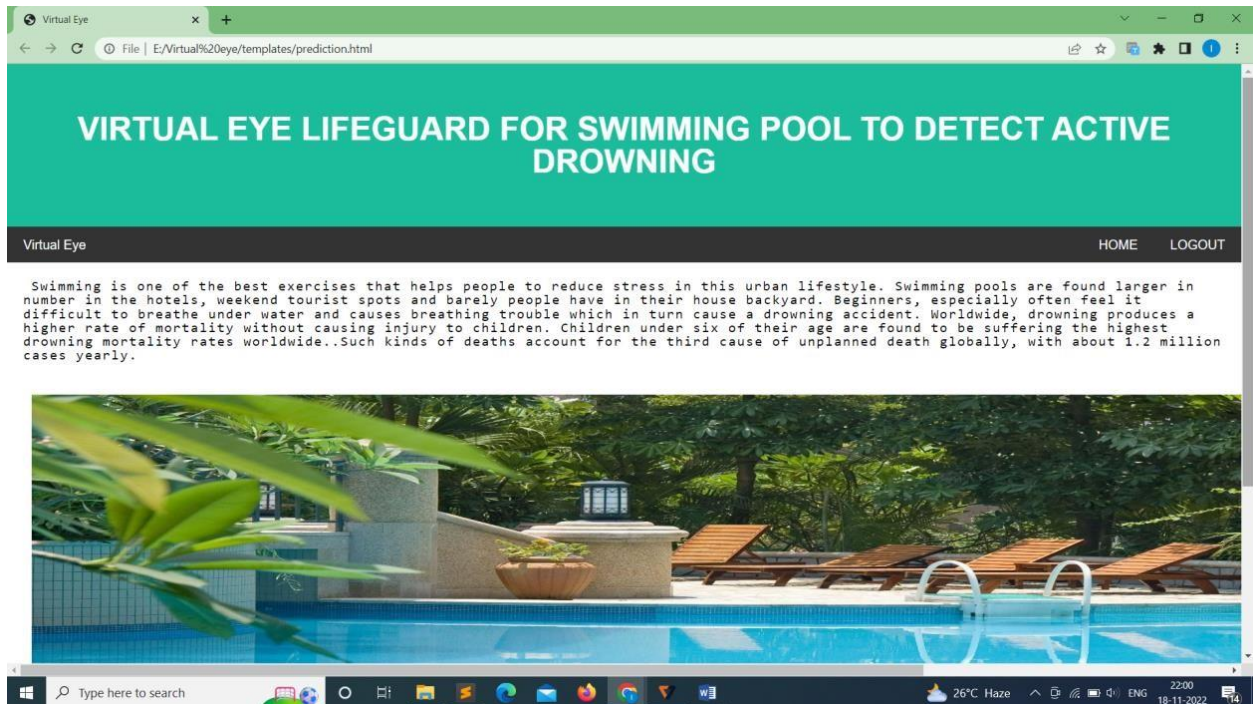 Virtual Eye
File | E:/Virtual%20eye/templates/prediction.html
VIRTUAL EYE LIFEGUARD FOR SWIMMING POOL TO DETECT ACTIVE
DROWNING
Virtual Eye
HOME
LOGOUT
Swimming is one of the best exercises that helps people to reduce stress in this urban lifestyle. Swimming pools are found larger in
number in the hotels, weekend tourist spots and barely people have in their house backyard. Beginners, especially often feel it
difficult to breathe under water and causes breathing trouble which in turn cause a drowning accident. Worldwide, drowning produces a
higher rate of mortality without causing injury to children. Children under six of their age are found to be suffering the highest
drowning mortality rates worldwide..Such kinds of deaths account for the third cause of unplanned death globally, with about 1.2 million
cases yearly.
Type here to search
26°C Haze
ENG
22:00
18-11-2022
14